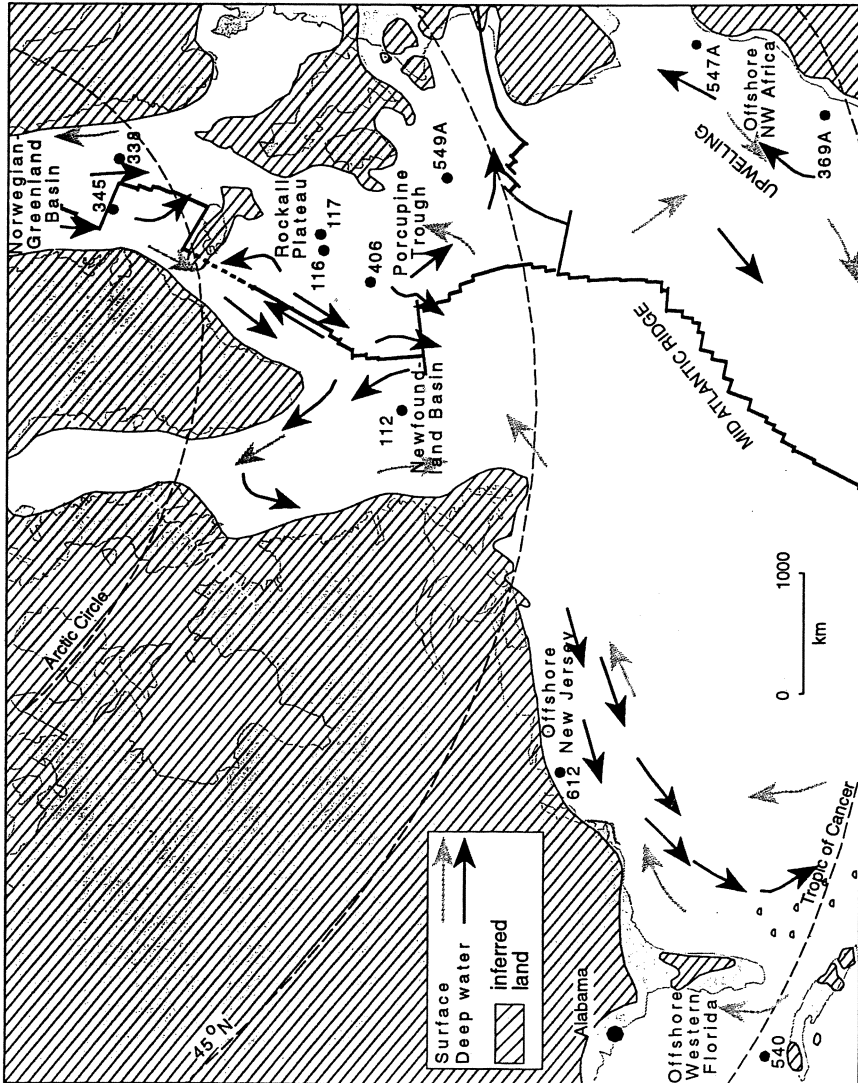 Norwegian-
Greenland
Basin
345
338
Rockall
Plateau
116
117
406
Porcupine
Trough
549A
547A
Offshore
NW Africa
369A
UPWELLING
Newfound-
land Basin
112
MID ATLANTIC RIDGE
Arctic Circle
45°N
Offshore
New Jersey
612
0
1000
km
Surface
Deep water
inferred
land
Alabama
Offshore
Western
Florida
540
Tropic of Cancer